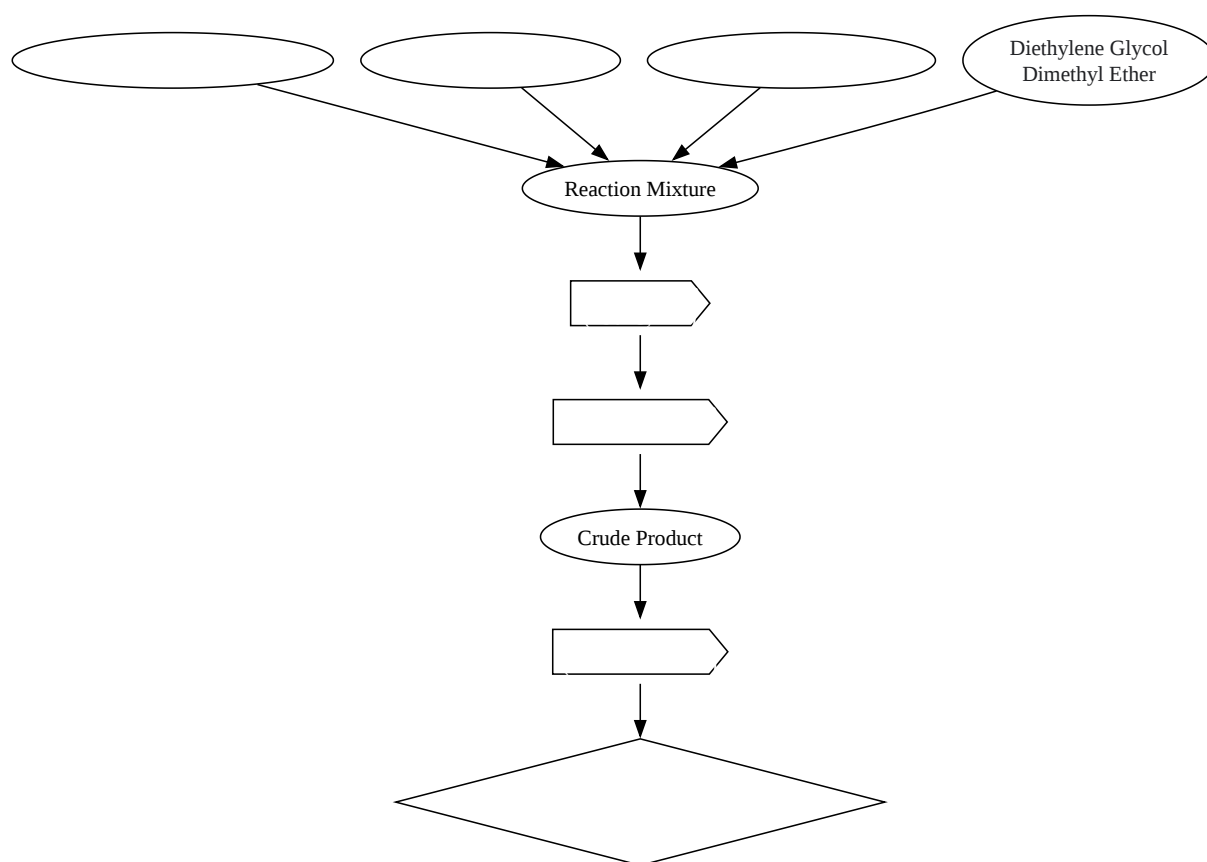 Diethylene Glycol
Dimethyl Ether
Reaction Mixture
Crude Product